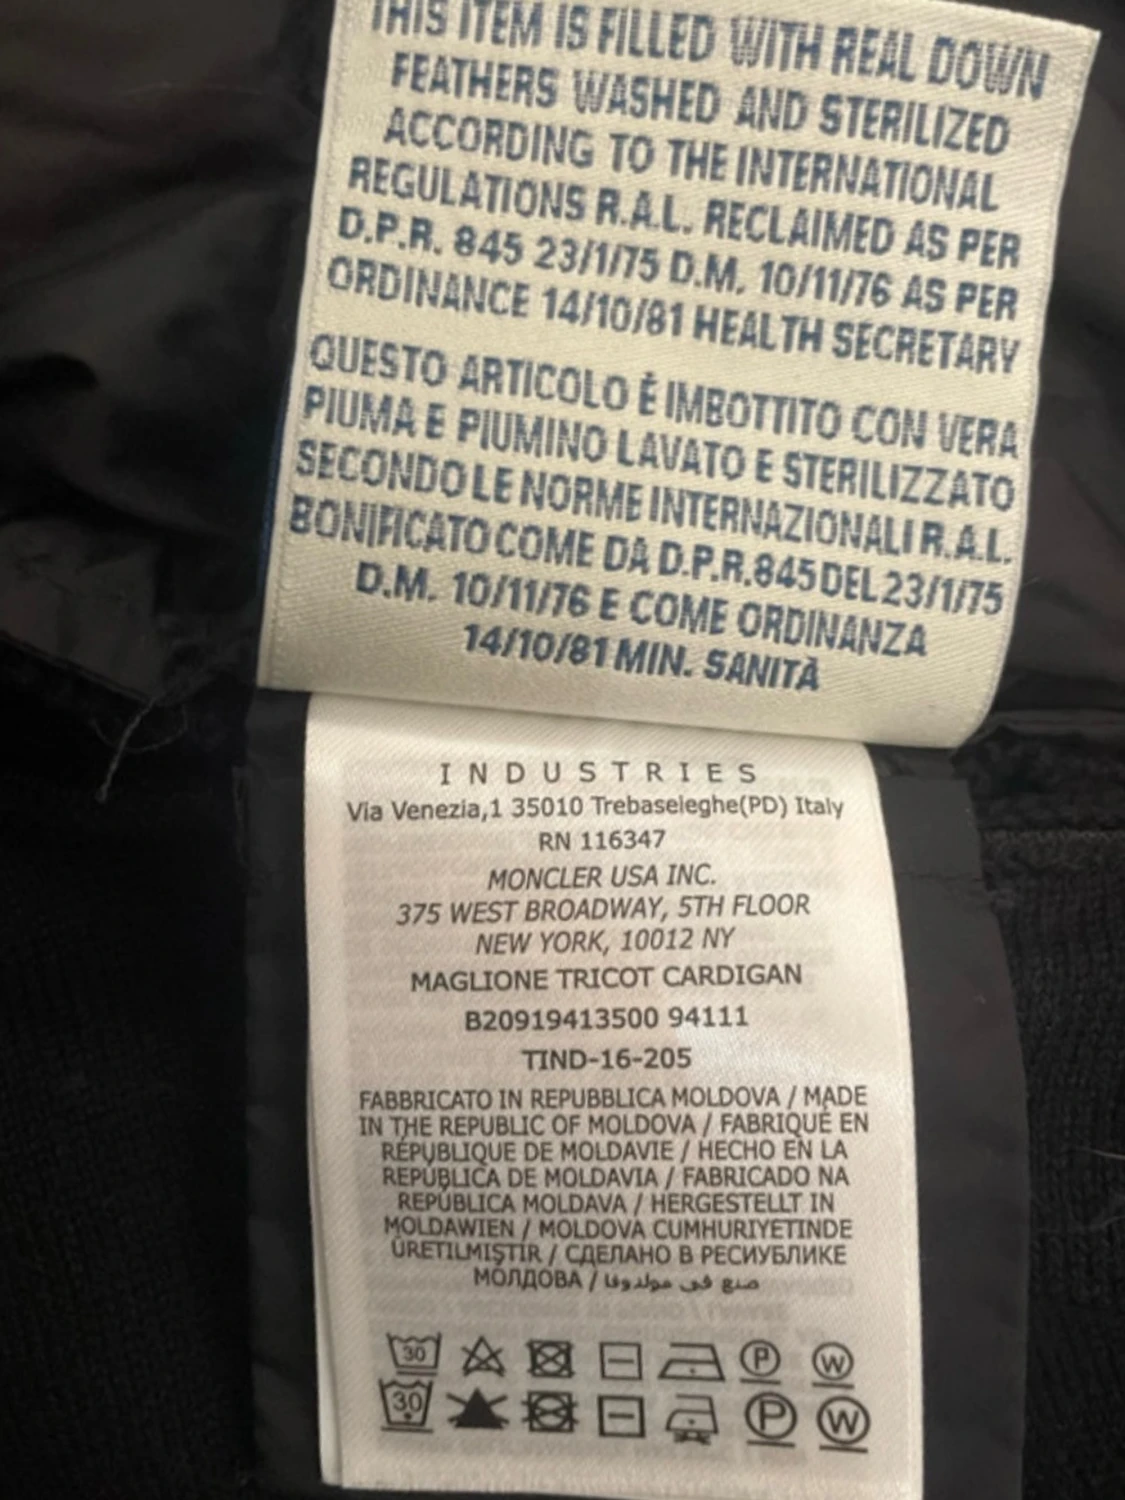 THIS ITEM IS FILLED WITH REAL DOWN
FEATHERS WASHED AND STERILIZED
ACCORDING TO THE INTERNATIONAL
REGULATIONS R.A.L. RECLAIMED AS PER
D.P.R. 845 23/1/75 D.M. 10/11/76 AS PER
ORDINANCE 14/10/81 HEALTH SECRETARY
QUESTO ARTICOLO È IMBOTTITO CON VERA
PIUMA E PIUMINO LAVATO E STERILIZZATO
SECONDO LE NORME INTERNAZIONALI R.A.L.
BONIFICATO COME DA D.P.R.845 DEL 23/1/75
D.M. 10/11/76 E COME ORDINANZA
14/10/81 MIN. SANITÀ
INDUSTRIES
Via Venezia,1 35010 Trebaseleghe(PD) Italy
RN 116347
MONCLER USA INC.
375 WEST BROADWAY, 5TH FLOOR
NEW YORK, 10012 NY
MAGLIONE TRICOT CARDIGAN
B20919413500 94111
TIND-16-205
FABBRICATO IN REPUBBLICA MOLDOVA / MADE
IN THE REPUBLIC OF MOLDOVA / FABRIQUÉ EN
RÉPUBLIQUE DE MOLDAVIE / HECHO EN LA
REPÚBLICA DE MOLDAVIA / FABRICADO NA
REPÚBLICA MOLDAVA / HERGESTELLT IN
MOLDAWIEN / MOLDOVA CUMHURIYETINDE
ÜRETILMIŞTIR / СДЕЛАНО В РЕСИУБЛИКЕ
МОЛДОВА / صنع في مولدوفا
30 P W
30 P W